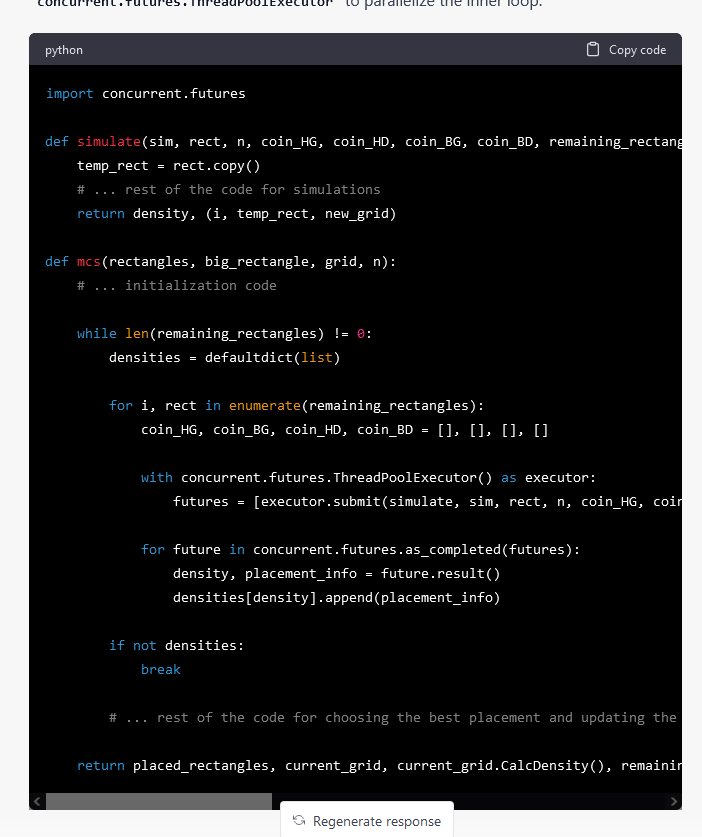 concurrent.futures.ThreadPoolExecutor to parallelize the inner loop.
python
Copy code
import concurrent.futures
def simulate(sim, rect, n, coin_HG, coin_HD, coin_BG, coin_BD, remaining_rectang
temp_rect = rect.copy()
# ... rest of the code for simulations
return density, (i, temp_rect, new_grid)
def mcs(rectangles, big_rectangle, grid, n):
# ... initialization code
while len(remaining_rectangles) != 0:
densities = defaultdict(list)
for i, rect in enumerate(remaining_rectangles):
coin_HG, coin_BG, coin_HD, coin_BD = [], [], [], []
with concurrent.futures.ThreadPoolExecutor() as executor:
futures = [executor.submit(simulate, sim, rect, n, coin_HG, coin
for future in concurrent.futures.as_completed(futures):
density, placement_info = future.result()
densities[density].append(placement_info)
if not densities:
break
# ... rest of the code for choosing the best placement and updating the
return placed_rectangles, current_grid, current_grid.CalcDensity(), remainin
Regenerate response